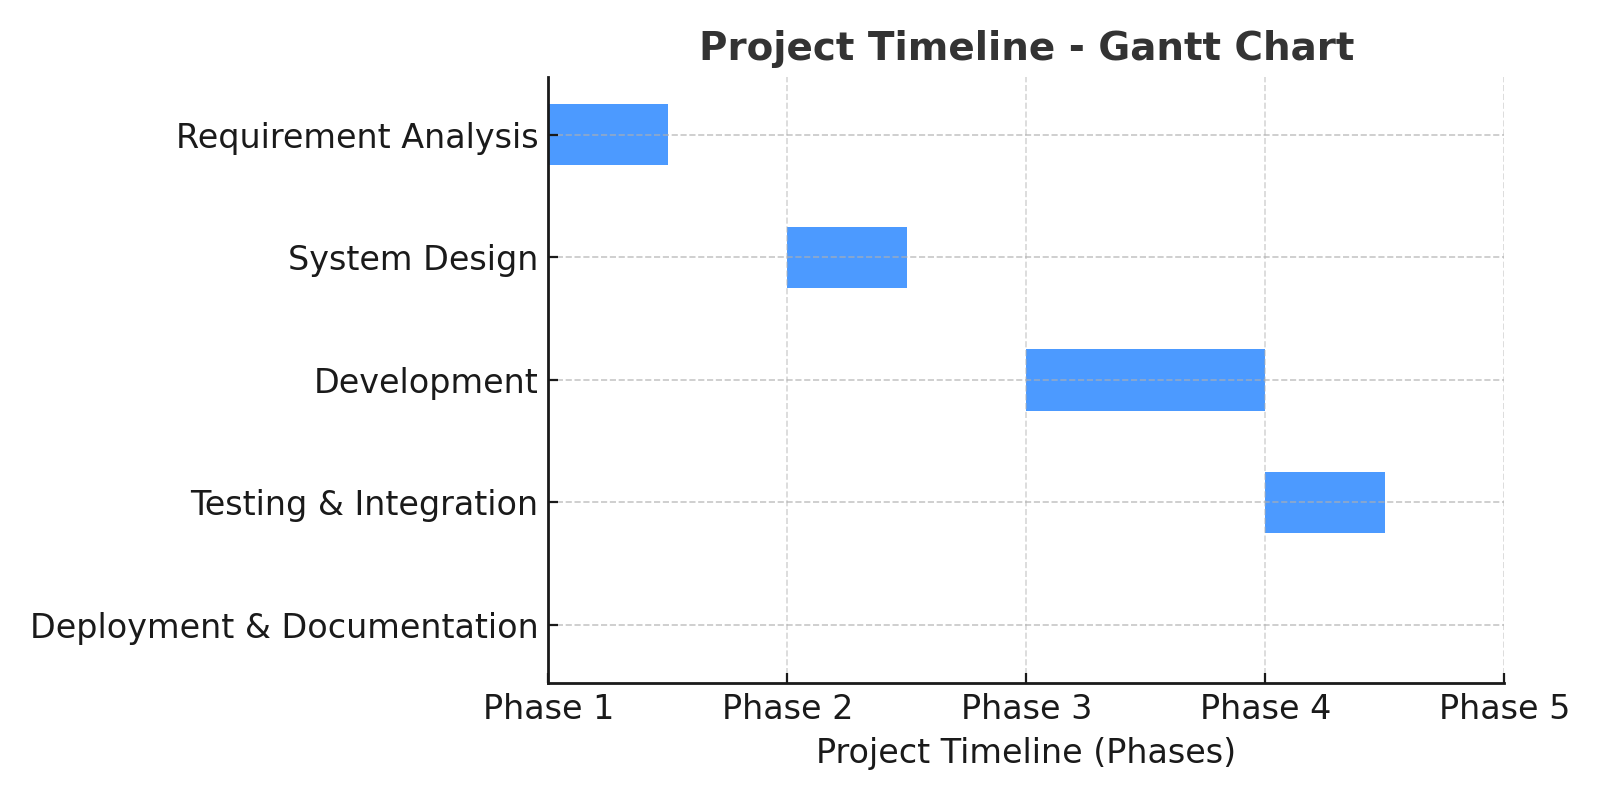 Project Timeline - Gantt Chart
Requirement Analysis
System Design
Development
Testing & Integration
Deployment & Documentation
Phase 1 Phase 2 Phase 3 Phase 4 Phase 5
Project Timeline (Phases)